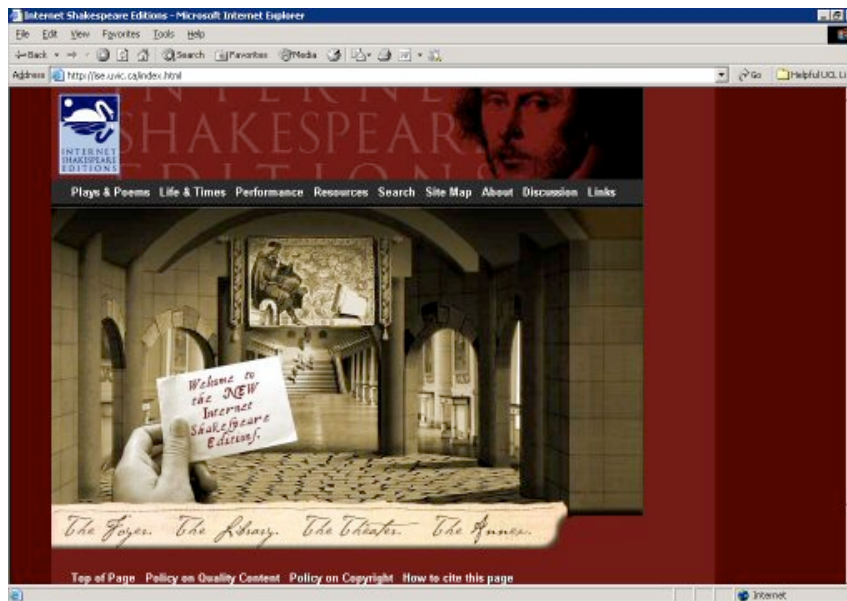 Internet Shakespeare Editions - Microsoft Internet Explorer
File Edit View Favorites Tools Help
Back Search Favorites Media
Address http://ise.uvic.ca/index.html Go Helpful UCL Li
INTERNET
SHAKESPEARE
EDITIONS
INTERNET
SHAKESPEAR
EDITIONS
Plays & Poems Life & Times Performance Resources Search Site Map About Discussion Links
Welcome to
the NEW
Internet
Shakeſpeare
Editionſ.
The Foyer. The Library. The Theater. The Annex.
Top of Page Policy on Quality Content Policy on Copyright How to cite this page
Internet